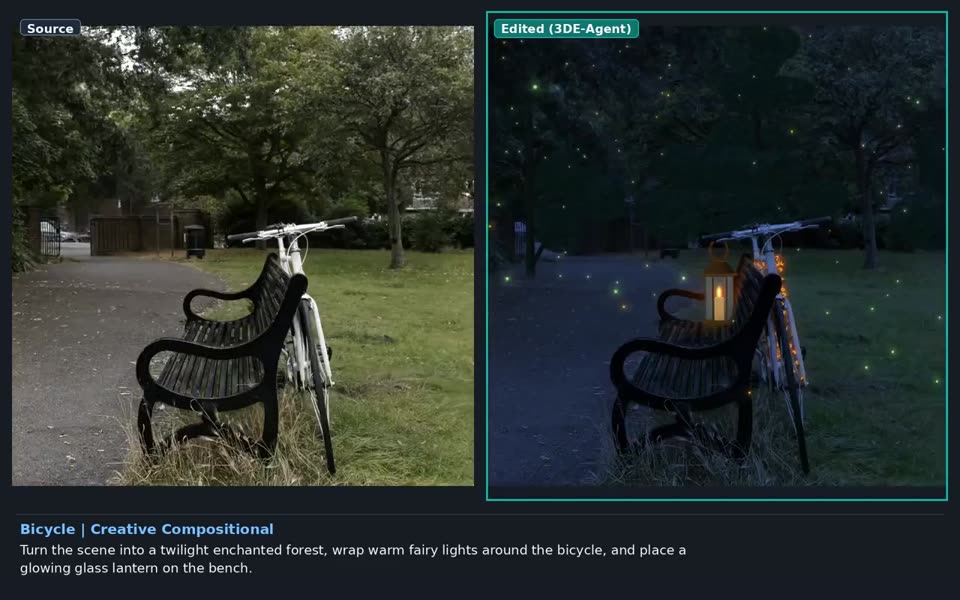 Source
Edited (3DE-Agent)
Bicycle | Creative Compositional
Turn the scene into a twilight enchanted forest, wrap warm fairy lights around the bicycle, and place a
glowing glass lantern on the bench.